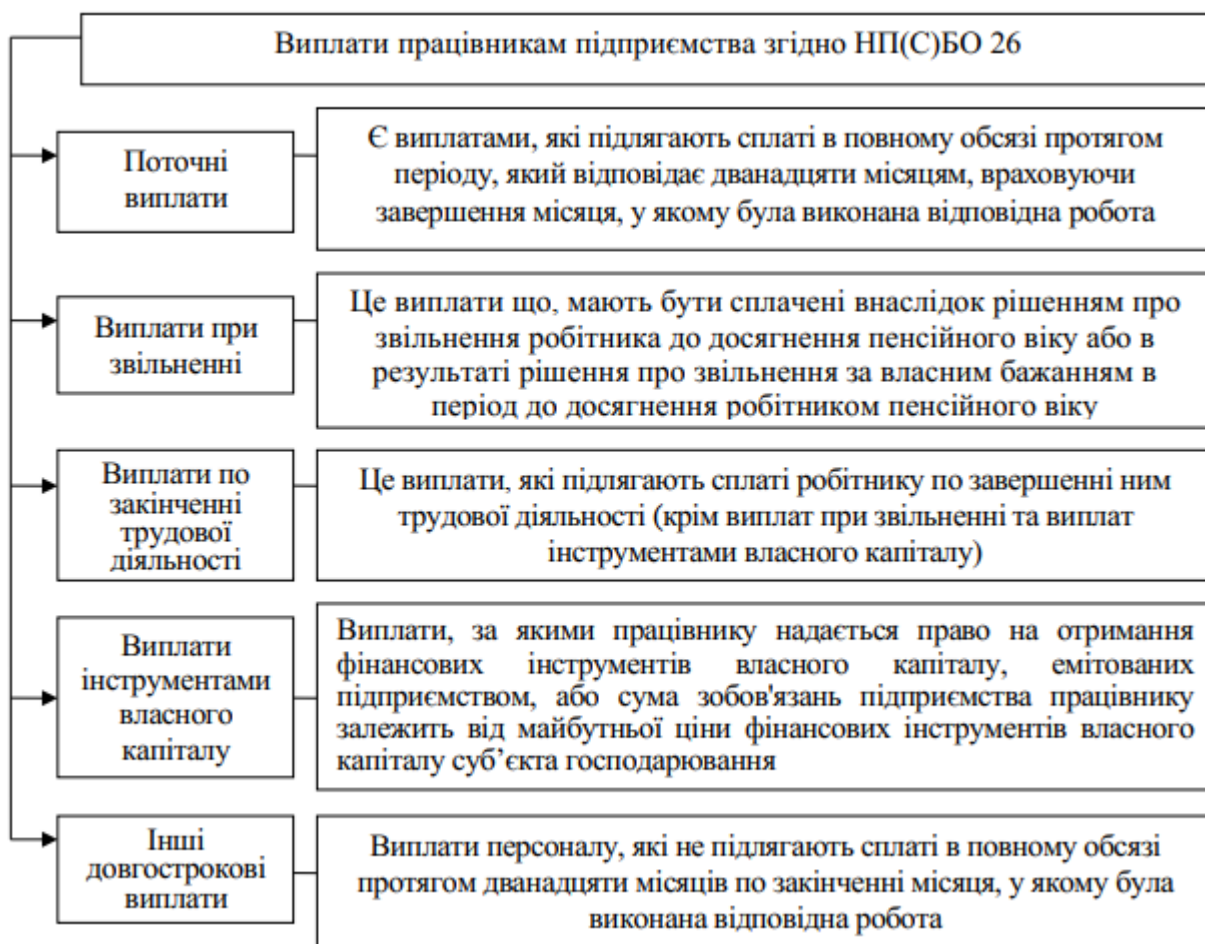 Виплати працівникам підприємства згідно НП(С)БО 26
Поточні
виплати
Є виплатами, які підлягають сплаті в повному обсязі протягом
періоду, який відповідає дванадцяти місяцям, враховуючи
завершення місяця, у якому була виконана відповідна робота
Виплати при
звільненні
Це виплати що, мають бути сплачені внаслідок рішенням про
звільнення робітника до досягнення пенсійного віку або в
результаті рішення про звільнення за власним бажанням в
період до досягнення робітником пенсійного віку
Виплати по
закінченні
трудової
діяльності
Це виплати, які підлягають сплаті робітнику по завершенні ним
трудової діяльності (крім виплат при звільненні та виплат
інструментами власного капіталу)
Виплати
інструментами
власного
капіталу
Виплати, за якими працівнику надається право на отримання
фінансових інструментів власного капіталу, емітованих
підприємством, або сума зобов'язань підприємства працівнику
залежить від майбутньої ціни фінансових інструментів власного
капіталу суб’єкта господарювання
Інші
довгострокові
виплати
Виплати персоналу, які не підлягають сплаті в повному обсязі
протягом дванадцяти місяців по закінченні місяця, у якому була
виконана відповідна робота